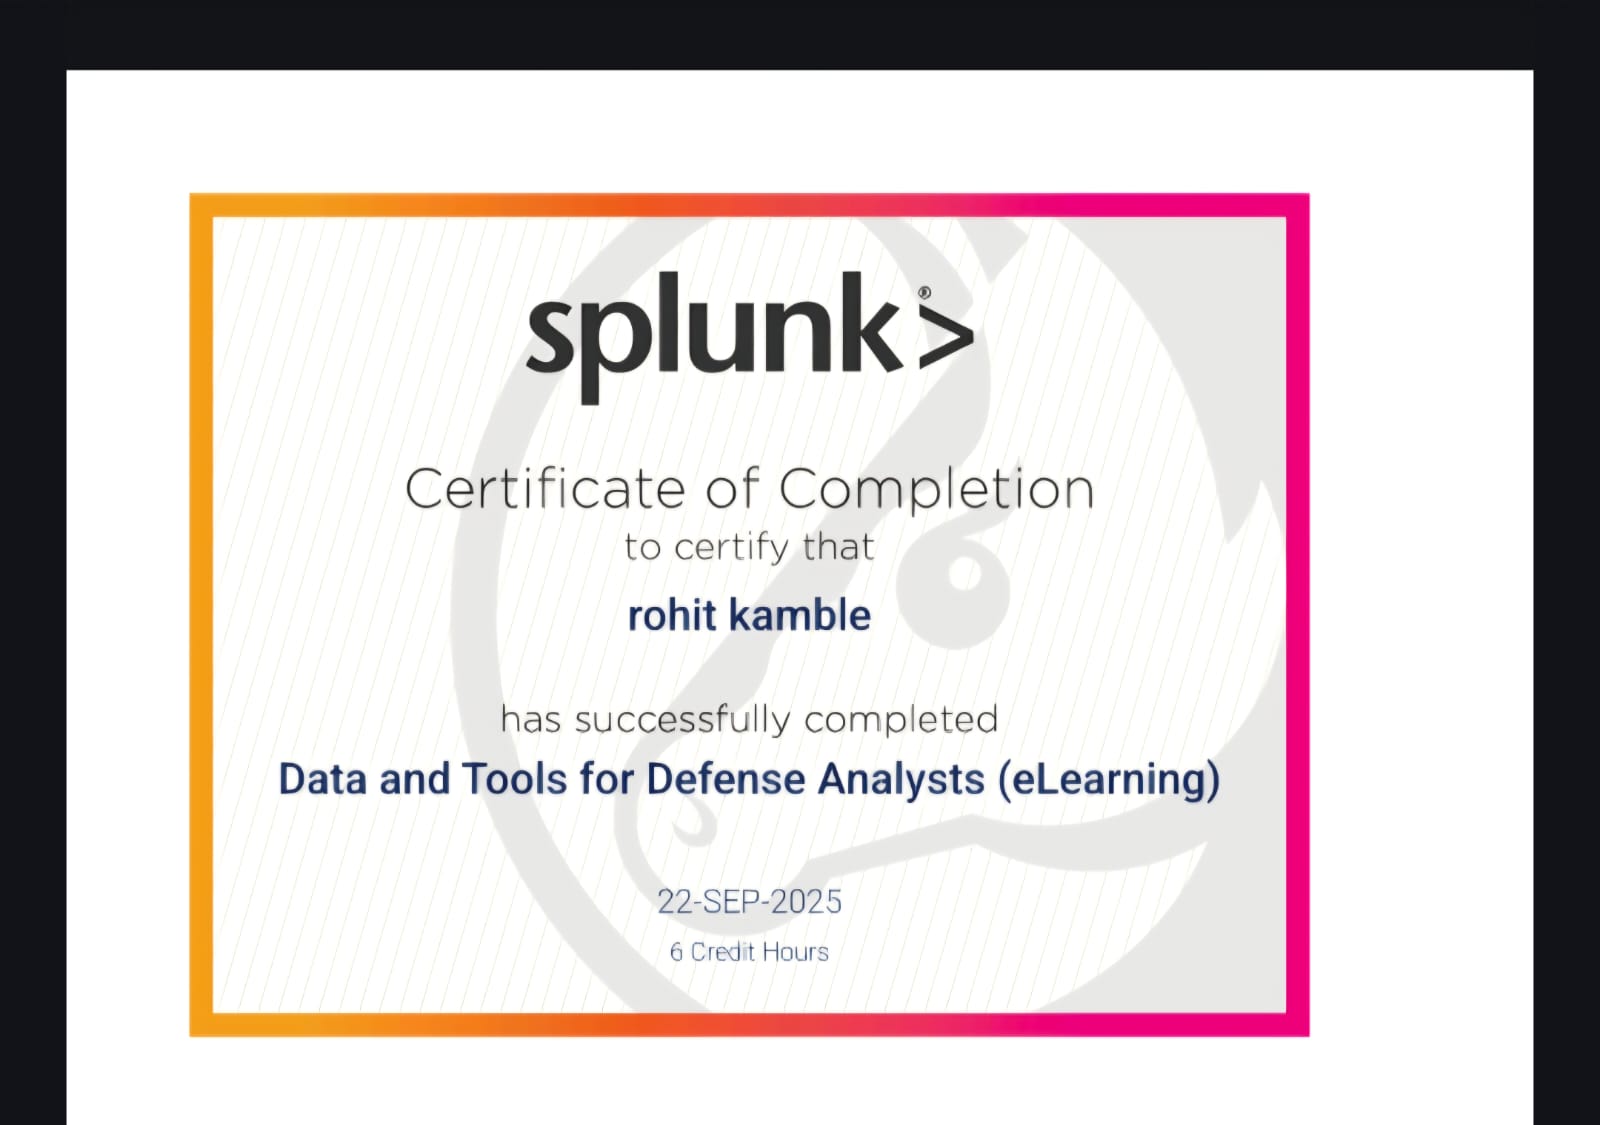 splunk>®
Certificate of Completion
to certify that
rohit kamble
has successfully completed
Data and Tools for Defense Analysts (eLearning)
22-SEP-2025
6 Credit Hours